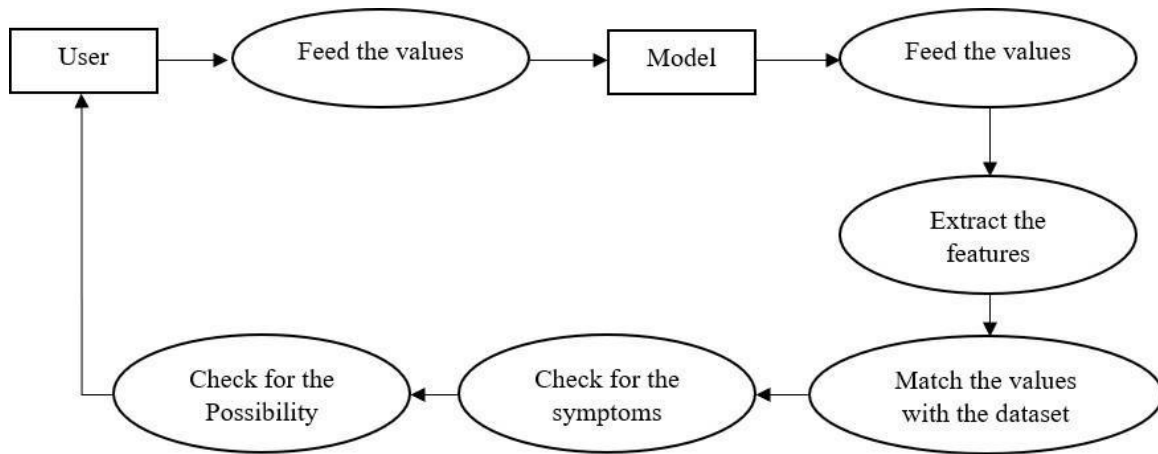 User
Feed the values
Model
Feed the values
Extract the
features
Match the values
with the dataset
Check for the
symptoms
Check for the
Possibility